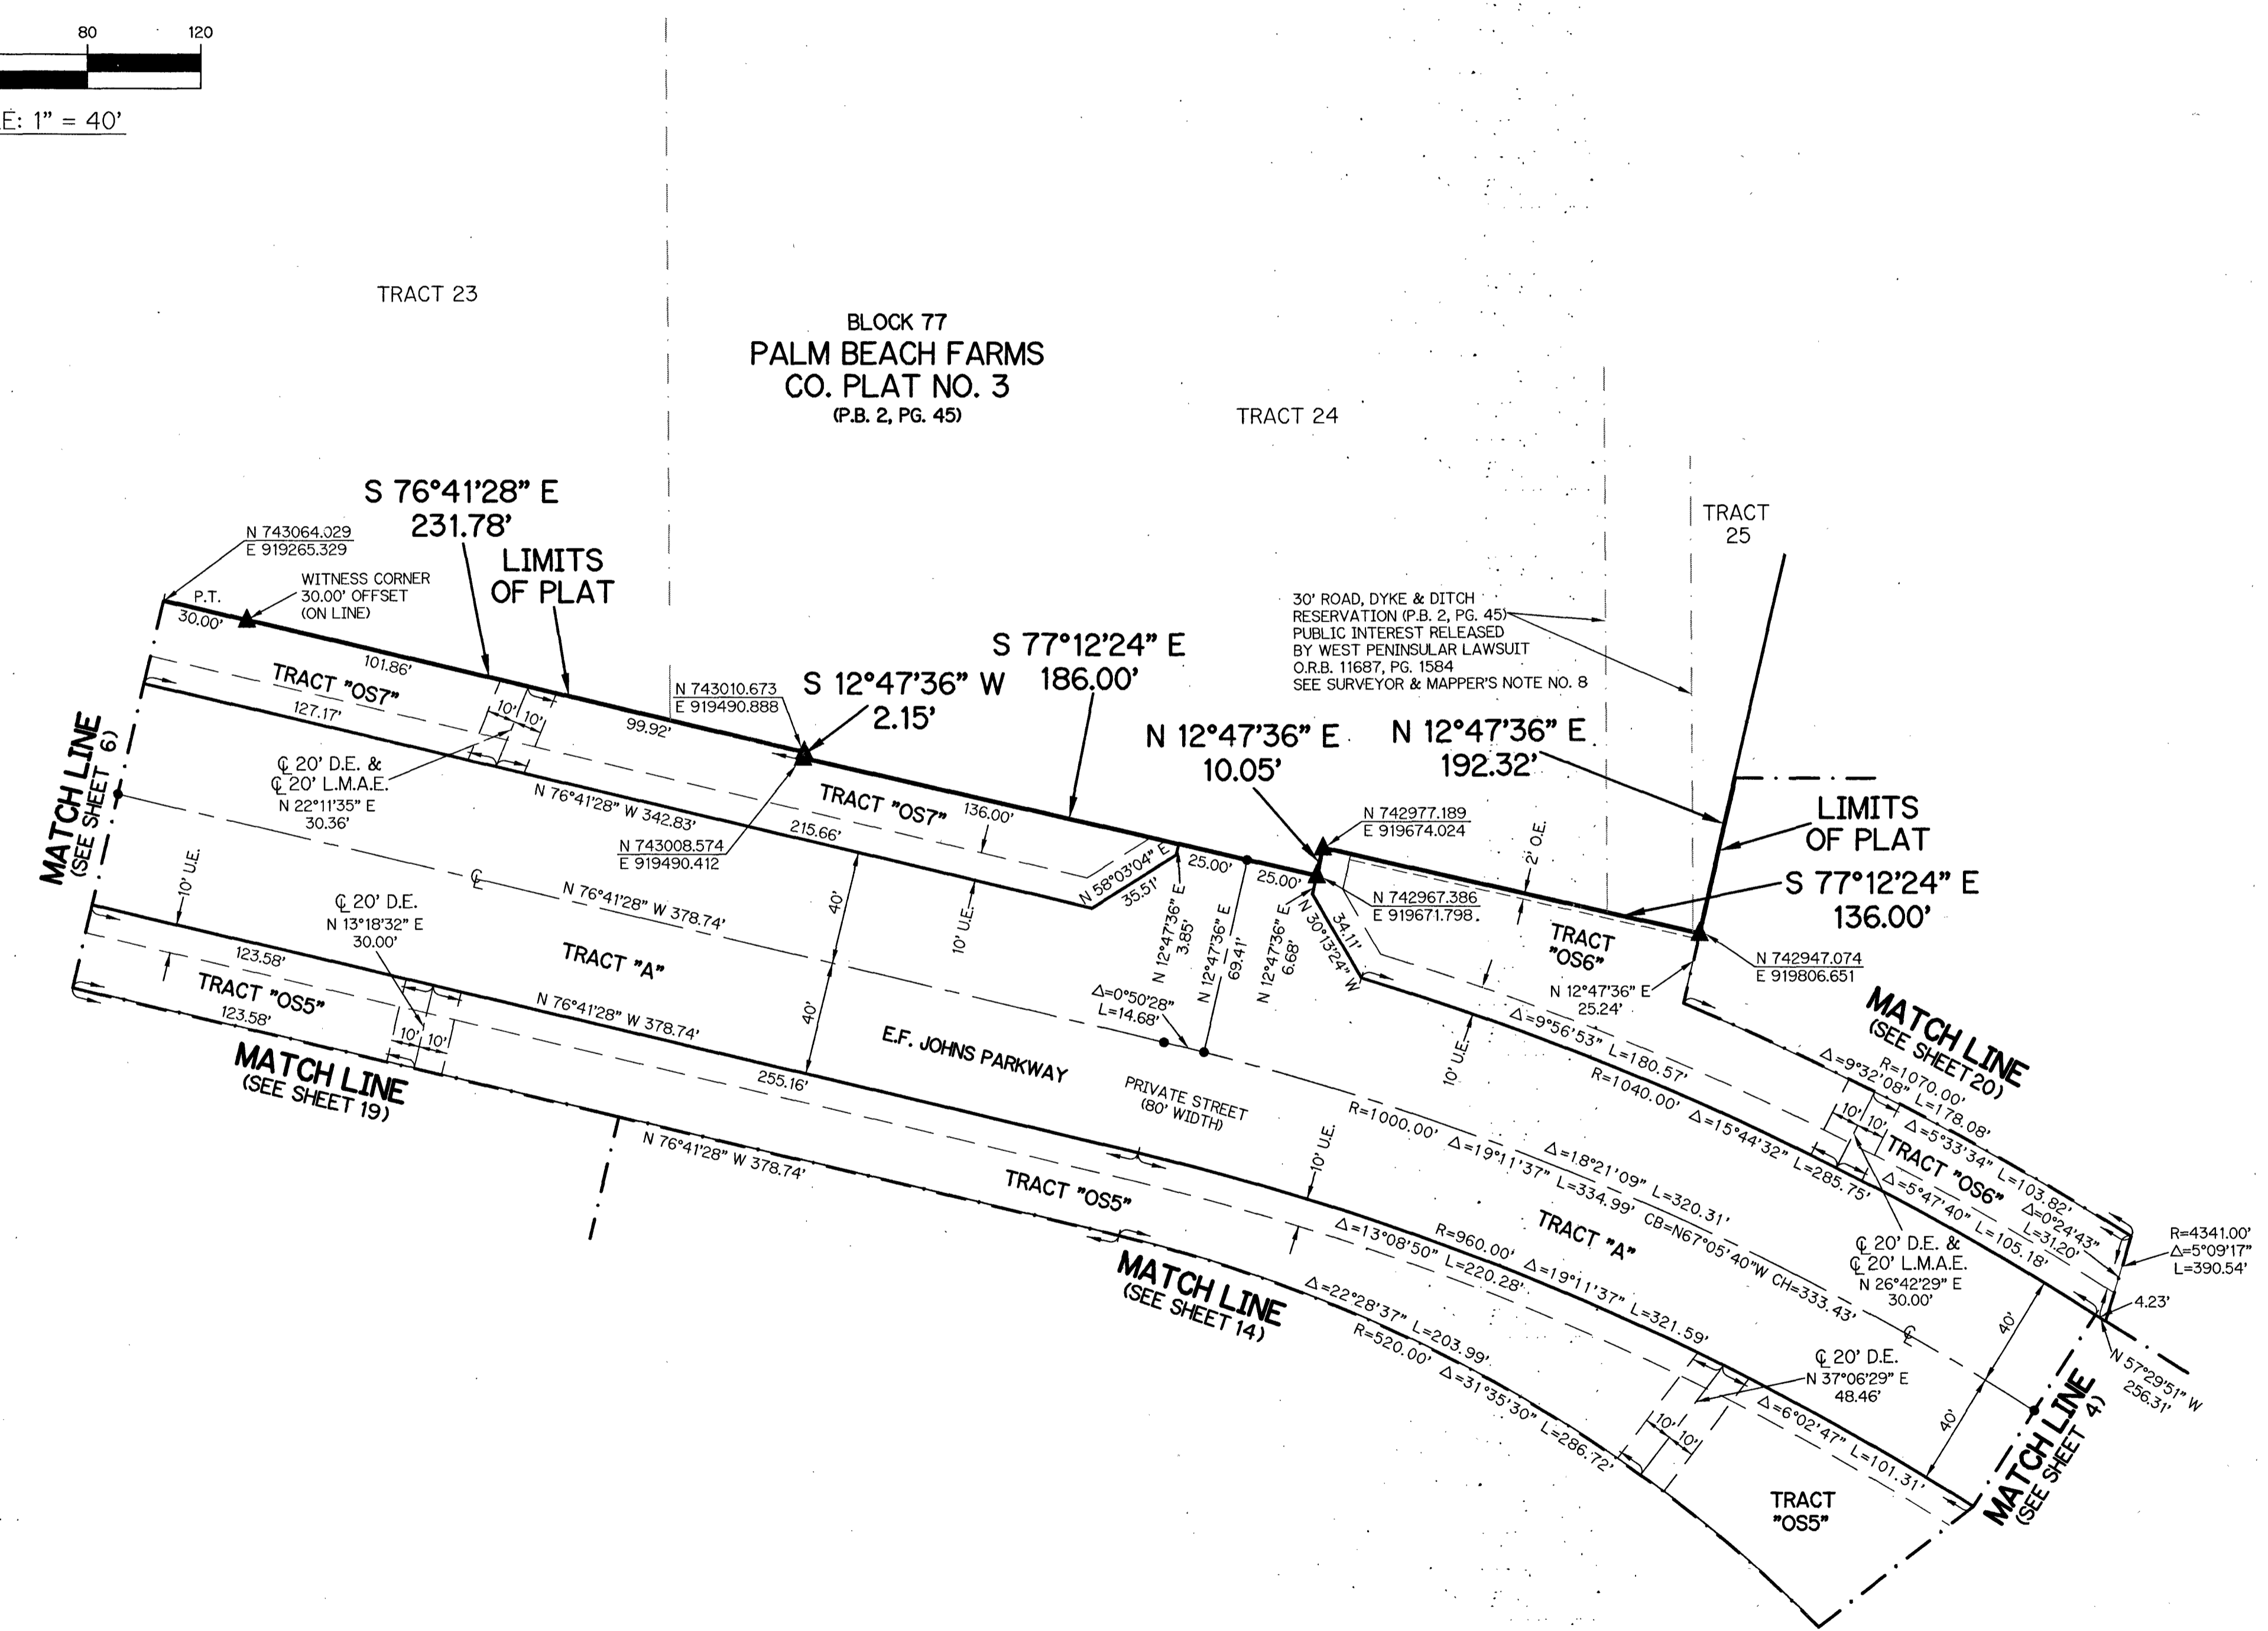 80
120
E: 1" = 40'
TRACT 23
BLOCK 77
PALM BEACH FARMS
CO. PLAT NO. 3
(P.B. 2, PG. 45)
TRACT 24
TRACT
25
S 76°41'28" E
231.78'
LIMITS
OF PLAT
N 743064.029
E 919265.329
WITNESS CORNER
30.00' OFFSET
(ON LINE)
P.T.
30.00'
101.86'
TRACT "OS7"
127.17'
10'
10'
99.92'
N 743010.673
E 919490.888
S 12°47'36" W
2.15'
S 77°12'24" E
186.00'
30' ROAD, DYKE & DITCH
RESERVATION (P.B. 2, PG. 45)
PUBLIC INTEREST RELEASED
BY WEST PENINSULAR LAWSUIT
O.R.B. 11687, PG. 1584
SEE SURVEYOR & MAPPER'S NOTE NO. 8
N 12°47'36" E
10.05'
N 12°47'36" E
192.32'
LIMITS
OF PLAT
S 77°12'24" E
136.00'
MATCH LINE
(SEE SHEET 6)
℄ 20' D.E. &
℄ 20' L.M.A.E.
N 22°11'35" E
30.36'
N 76°41'28" W 342.83'
215.66'
TRACT "OS7"
136.00'
N 743008.574
E 919490.412
N 58°03'04" E
35.51'
25.00'
25.00'
N 742977.189
E 919674.024
N 742967.386
E 919671.798
2' O.E.
TRACT
"OS6"
N 742947.074
E 919806.651
N 12°47'36" E
25.24'
N 12°47'36" E
3.85'
N 12°47'36" E
69.41'
N 12°47'36" E
6.68'
34.11'
N 30°13'24" W
10' U.E.
℄
N 76°41'28" W 378.74'
40'
10' U.E.
℄ 20' D.E.
N 13°18'32" E
30.00'
TRACT "A"
123.58'
TRACT "OS5"
123.58'
10'
10'
N 76°41'28" W 378.74'
40'
255.16'
E.F. JOHNS PARKWAY
Δ=0°50'28"
L=14.68'
PRIVATE STREET
(80' WIDTH)
MATCH LINE
(SEE SHEET 19)
N 76°41'28" W 378.74'
TRACT "OS5"
10' U.E.
10' U.E.
Δ=9°56'53" L=180.57'
R=1040.00' Δ=15°44'32" L=285.75'
MATCH LINE
(SEE SHEET 20)
R=1070.00'
Δ=9°32'08" L=178.08'
10'
10'
Δ=5°33'34" L=103.82'
TRACT "OS6"
Δ=0°24'43"
L=31.20'
Δ=5°47'40" L=105.18'
R=4341.00'
Δ=5°09'17"
L=390.54'
4.23'
R=1000.00' Δ=19°11'37" L=334.99' CB=N67°05'40"W CH=333.43'
Δ=18°21'09" L=320.31'
TRACT "A"
℄ 20' D.E. &
℄ 20' L.M.A.E.
N 26°42'29" E
30.00'
℄
40'
40'
N 57°29'51" W
256.31'
R=960.00' Δ=19°11'37" L=321.59'
Δ=13°08'50" L=220.28'
MATCH LINE
(SEE SHEET 14)
Δ=22°28'37" L=203.99'
R=520.00' Δ=31°35'30" L=286.72'
℄ 20' D.E.
N 37°06'29" E
48.46'
Δ=6°02'47" L=101.31'
10'
10'
TRACT
"OS5"
MATCH LINE
(SEE SHEET 4)